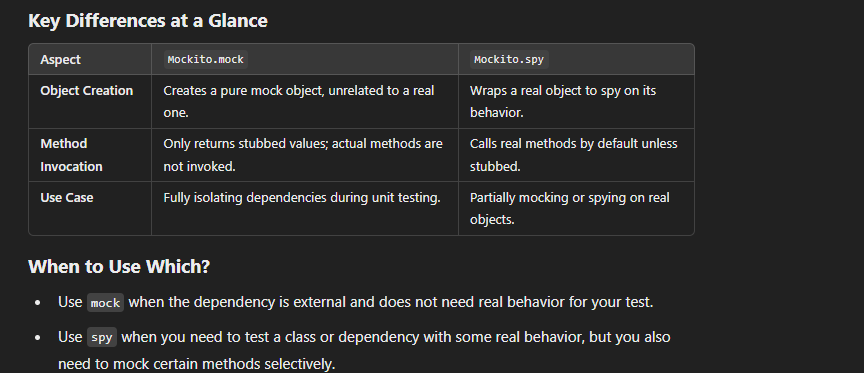 Key Differences at a Glance
Aspect Mockito.mock Mockito.spy
Object Creation Creates a pure mock object, unrelated to a real Wraps a real object to spy on its
one. behavior.
Method Only returns stubbed values; actual methods are Calls real methods by default unless
Invocation not invoked. stubbed.
Use Case Fully isolating dependencies during unit testing. Partially mocking or spying on real
objects.
When to Use Which?
• Use mock when the dependency is external and does not need real behavior for your test.
• Use spy when you need to test a class or dependency with some real behavior, but you also
need to mock certain methods selectively.